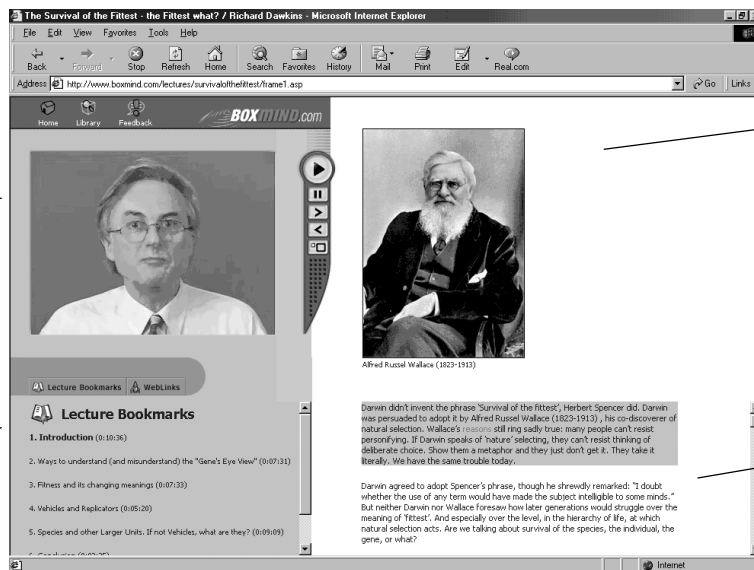 The Survival of the Fittest - the Fittest what? / Richard Dawkins - Microsoft Internet Explorer
File Edit View Favorites Tools Help
Back Forward Stop Refresh Home Search Favorites History Mail Print Edit Real.com
Address http://www.boxmind.com/lectures/survivalofthefittest/frame1.asp Go Links
Home Library Feedback BOXMIND.com
Alfred Russel Wallace (1823-1913)
Lecture Bookmarks WebLinks
Lecture Bookmarks
1. Introduction (0:10:36)
2. Ways to understand (and misunderstand) the "Gene's Eye View" (0:07:31)
3. Fitness and its changing meanings (0:07:33)
4. Vehicles and Replicators (0:05:20)
5. Species and other Larger Units. If not Vehicles, what are they? (0:09:09)
Darwin didn't invent the phrase 'Survival of the fittest', Herbert Spencer did. Darwin
was persuaded to adopt it by Alfred Russel Wallace (1823-1913) , his co-discoverer of
natural selection. Wallace's reasons still ring sadly true: many people can't resist
personifying. If Darwin speaks of 'nature' selecting, they can't resist thinking of
deliberate choice. Show them a metaphor and they just don't get it. They take it
literally. We have the same trouble today.
Darwin agreed to adopt Spencer's phrase, though he shrewdly remarked: "I doubt
whether the use of any term would have made the subject intelligible to some minds."
But neither Darwin nor Wallace foresaw how later generations would struggle over the
meaning of 'fittest'. And especially over the level, in the hierarchy of life, at which
natural selection acts. Are we talking about survival of the species, the individual, the
gene, or what?
Internet